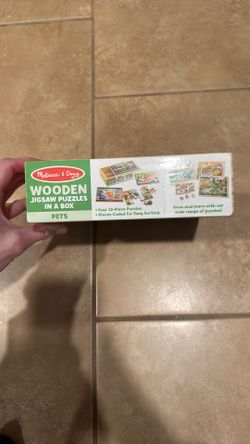 Melissa & Doug
WOODEN
JIGSAW PUZZLES
IN A BOX
PETS
• Four 12-Piece Puzzles
• Pieces Coded for Easy Sorting
Grow and learn with our
wide range of puzzles!